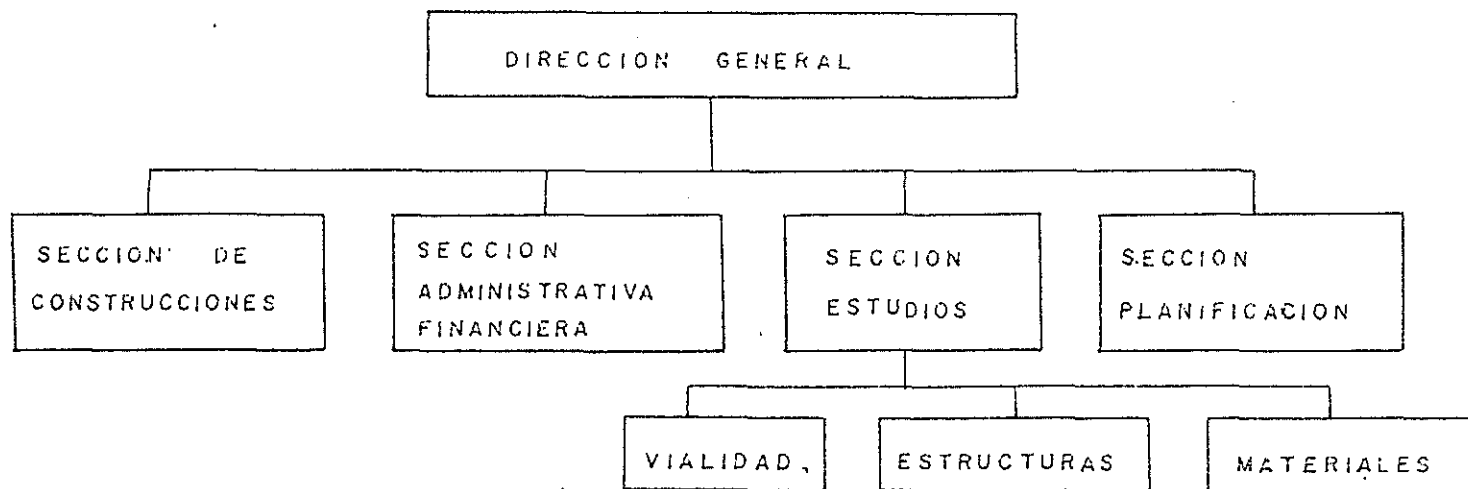 DIRECCION GENERAL
SECCION DE
CONSTRUCCIONES
SECCION
ADMINISTRATIVA
FINANCIERA
SECCION
ESTUDIOS
SECCION
PLANIFICACION
VIALIDAD,
ESTRUCTURAS
MATERIALES